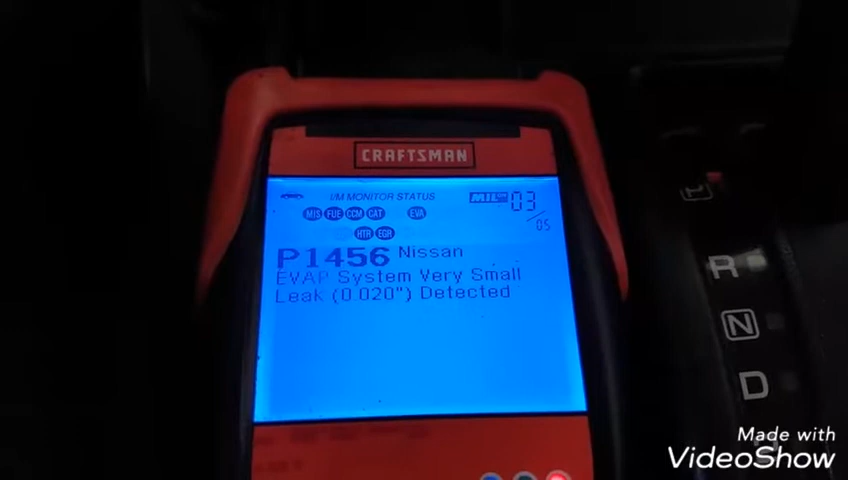 CRAFTSMAN
I/M MONITOR STATUS
MIL
03
/05
MIS FUE CCM CAT EVA
HTR EGR
P1456 Nissan
EVAP System Very Small
Leak (0.020") Detected
P
R
N
D
Made with
VideoShow